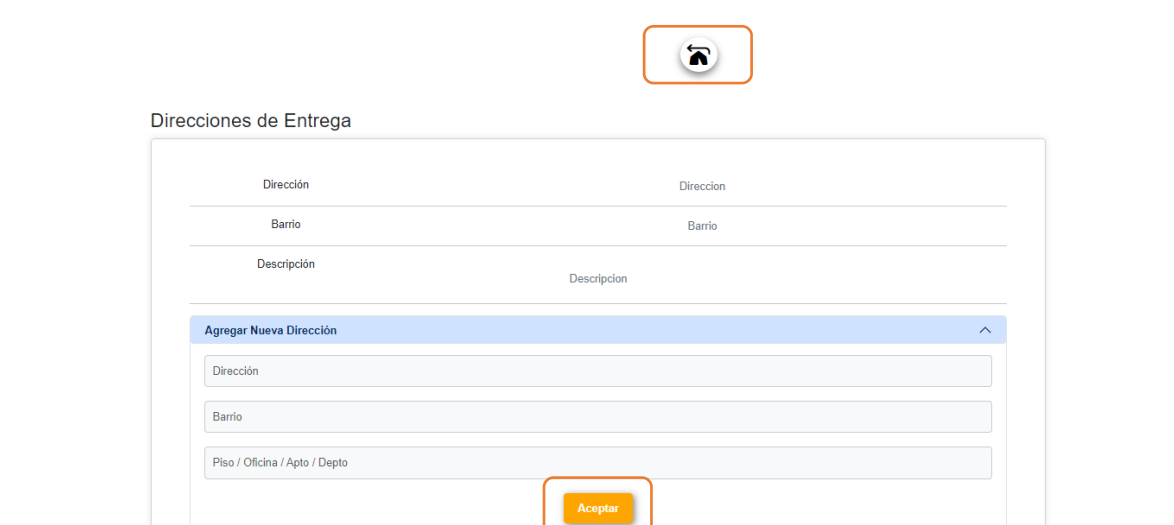 Direcciones de Entrega
Dirección Direccion
Barrio Barrio
Descripción Descripcion
Agregar Nueva Dirección
Dirección
Barrio
Piso / Oficina / Apto / Depto
Aceptar